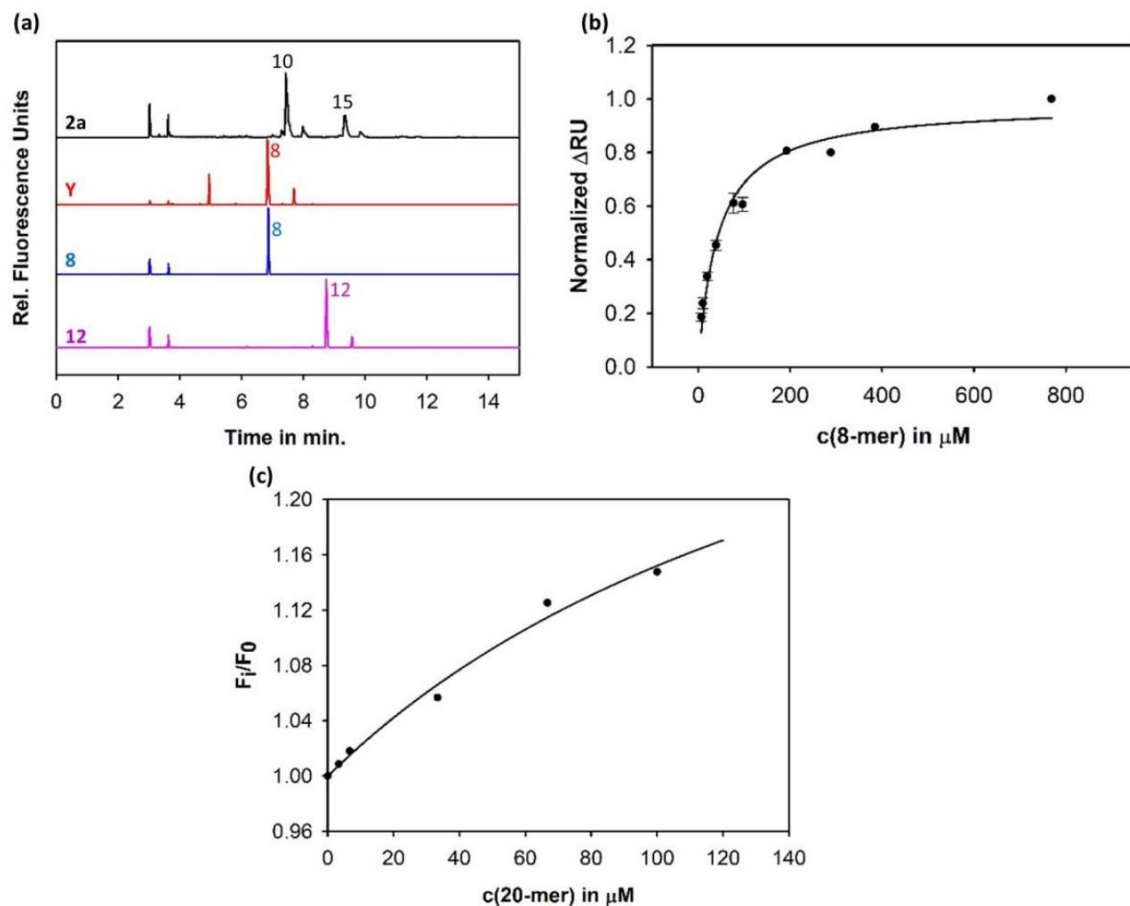 (a)
10
15
2a
8
Y
8
8
12
12
0 2 4 6 8 10 12 14
Time in min.
Rel. Fluorescence Units
(b)
1.2
1.0
0.8
0.6
0.4
0.2
0.0
0 200 400 600 800
c(8-mer) in μM
Normalized ΔRU
(c)
1.20
1.16
1.12
1.08
1.04
1.00
0.96
0 20 40 60 80 100 120 140
c(20-mer) in μM
Fi/F0